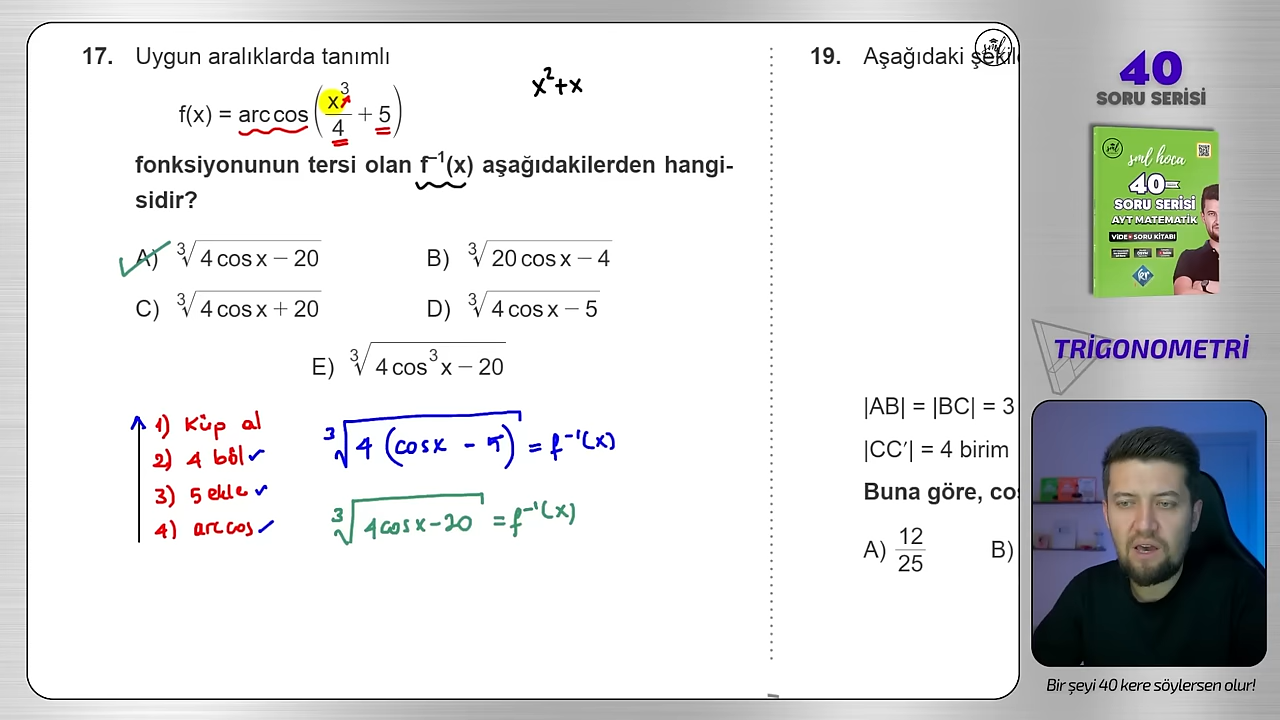 17. Uygun aralıklarda tanımlı
x²+x
f(x) = arccos (x³/4 + 5)
fonksiyonunun tersi olan f⁻¹(x) aşağıdakilerden hangi-
sidir?
A) ∛(4 cos x − 20)
B) ∛(20 cos x − 4)
C) ∛(4 cos x + 20)
D) ∛(4 cos x − 5)
E) ∛(4 cos³ x − 20)
1) Küp al
2) 4 böl
3) 5 ekle
4) arccos
∛(4 (cosx - 5)) = f⁻¹(x)
∛(4cosx-20) = f⁻¹(x)
19. Aşağıdaki şekil
|AB| = |BC| = 3
|CC′| = 4 birim
Buna göre, cos
A) 12/25
B)
40
SORU SERİSİ
sml hoca
40
SORU SERİSİ
AYT MATEMATİK
VİDEO SORU KİTABI
TRİGONOMETRİ
Bir şeyi 40 kere söylersen olur!